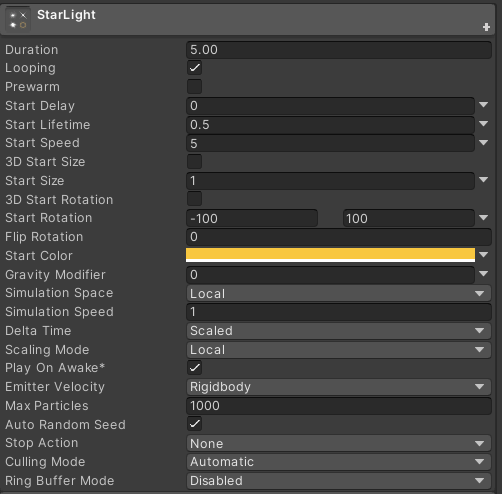 StarLight
Duration 5.00
Looping
Prewarm
Start Delay 0
Start Lifetime 0.5
Start Speed 5
3D Start Size
Start Size 1
3D Start Rotation
Start Rotation -100 100
Flip Rotation 0
Start Color
Gravity Modifier 0
Simulation Space Local
Simulation Speed 1
Delta Time Scaled
Scaling Mode Local
Play On Awake*
Emitter Velocity Rigidbody
Max Particles 1000
Auto Random Seed
Stop Action None
Culling Mode Automatic
Ring Buffer Mode Disabled